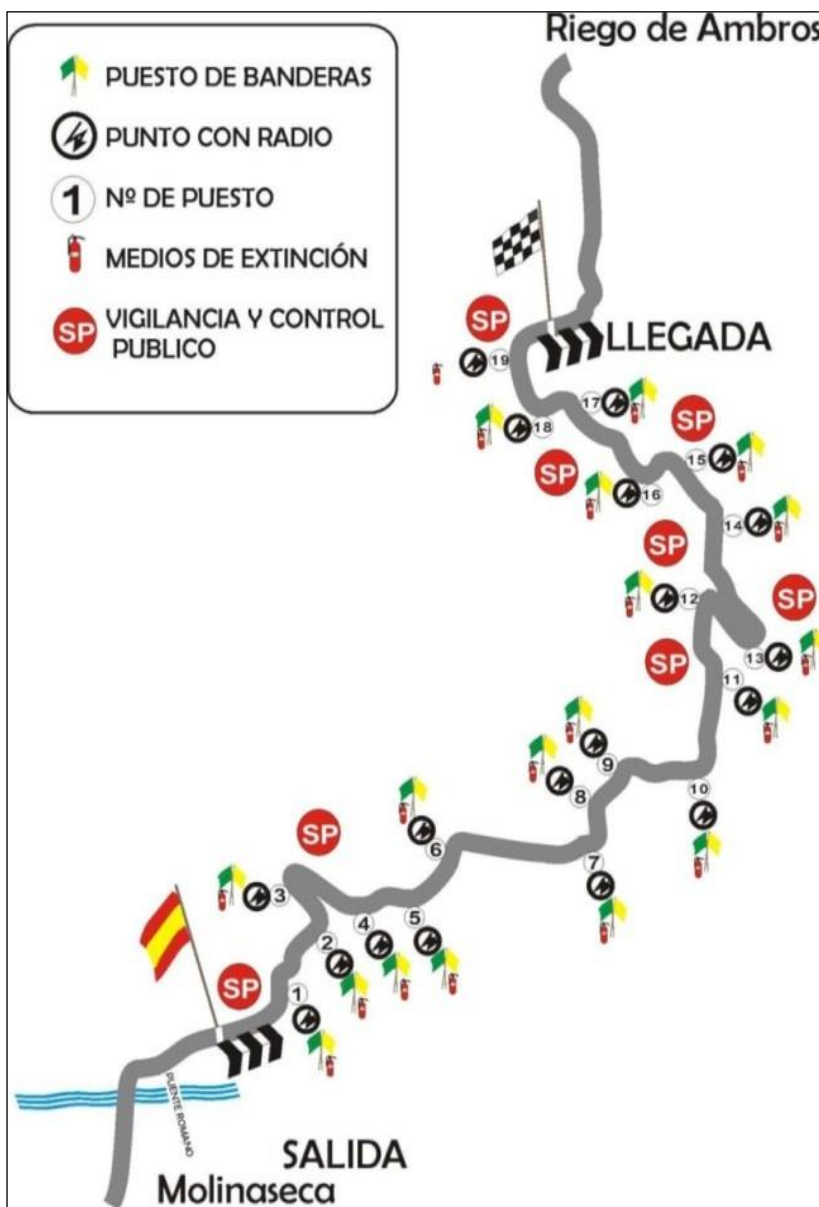 Riego de Ambros
PUESTO DE BANDERAS
PUNTO CON RADIO
1 Nº DE PUESTO
MEDIOS DE EXTINCIÓN
SP VIGILANCIA Y CONTROL
PUBLICO
SP
LLEGADA
19
17
18
SP
15
SP
16
14
SP
12
SP
13
SP
11
9
8
10
SP
6
7
3
5
4
2
SP
1
PUENTE ROMANO
SALIDA
Molinaseca